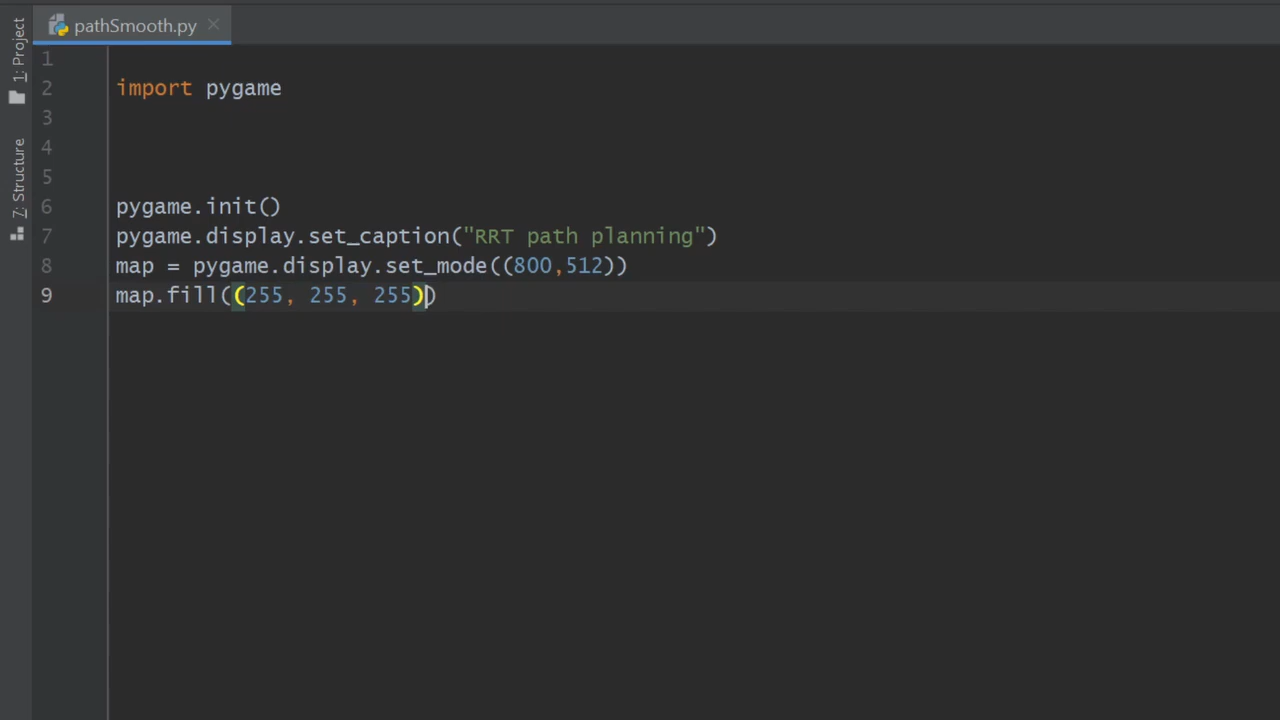 pathSmooth.py
1: Project
7: Structure
1
2 import pygame
3
4
5
6 pygame.init()
7 pygame.display.set_caption("RRT path planning")
8 map = pygame.display.set_mode((800,512))
9 map.fill((255, 255, 255))